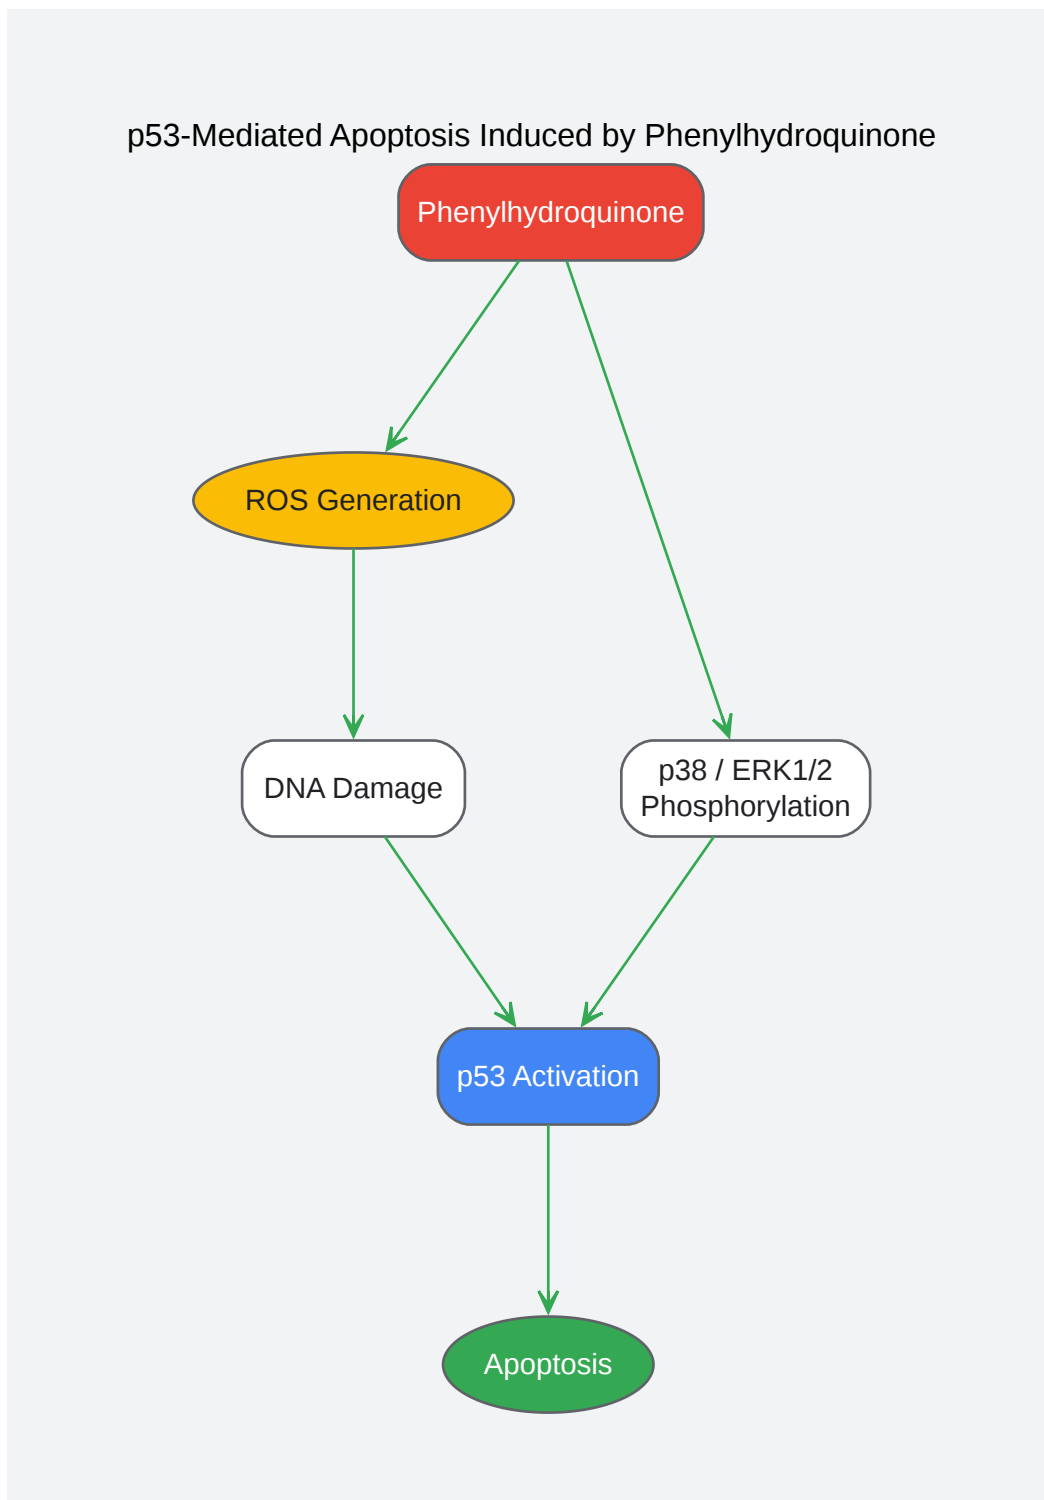 p53-Mediated Apoptosis Induced by Phenylhydroquinone
Phenylhydroquinone
ROS Generation
DNA Damage
p38 / ERK1/2
Phosphorylation
p53 Activation
Apoptosis